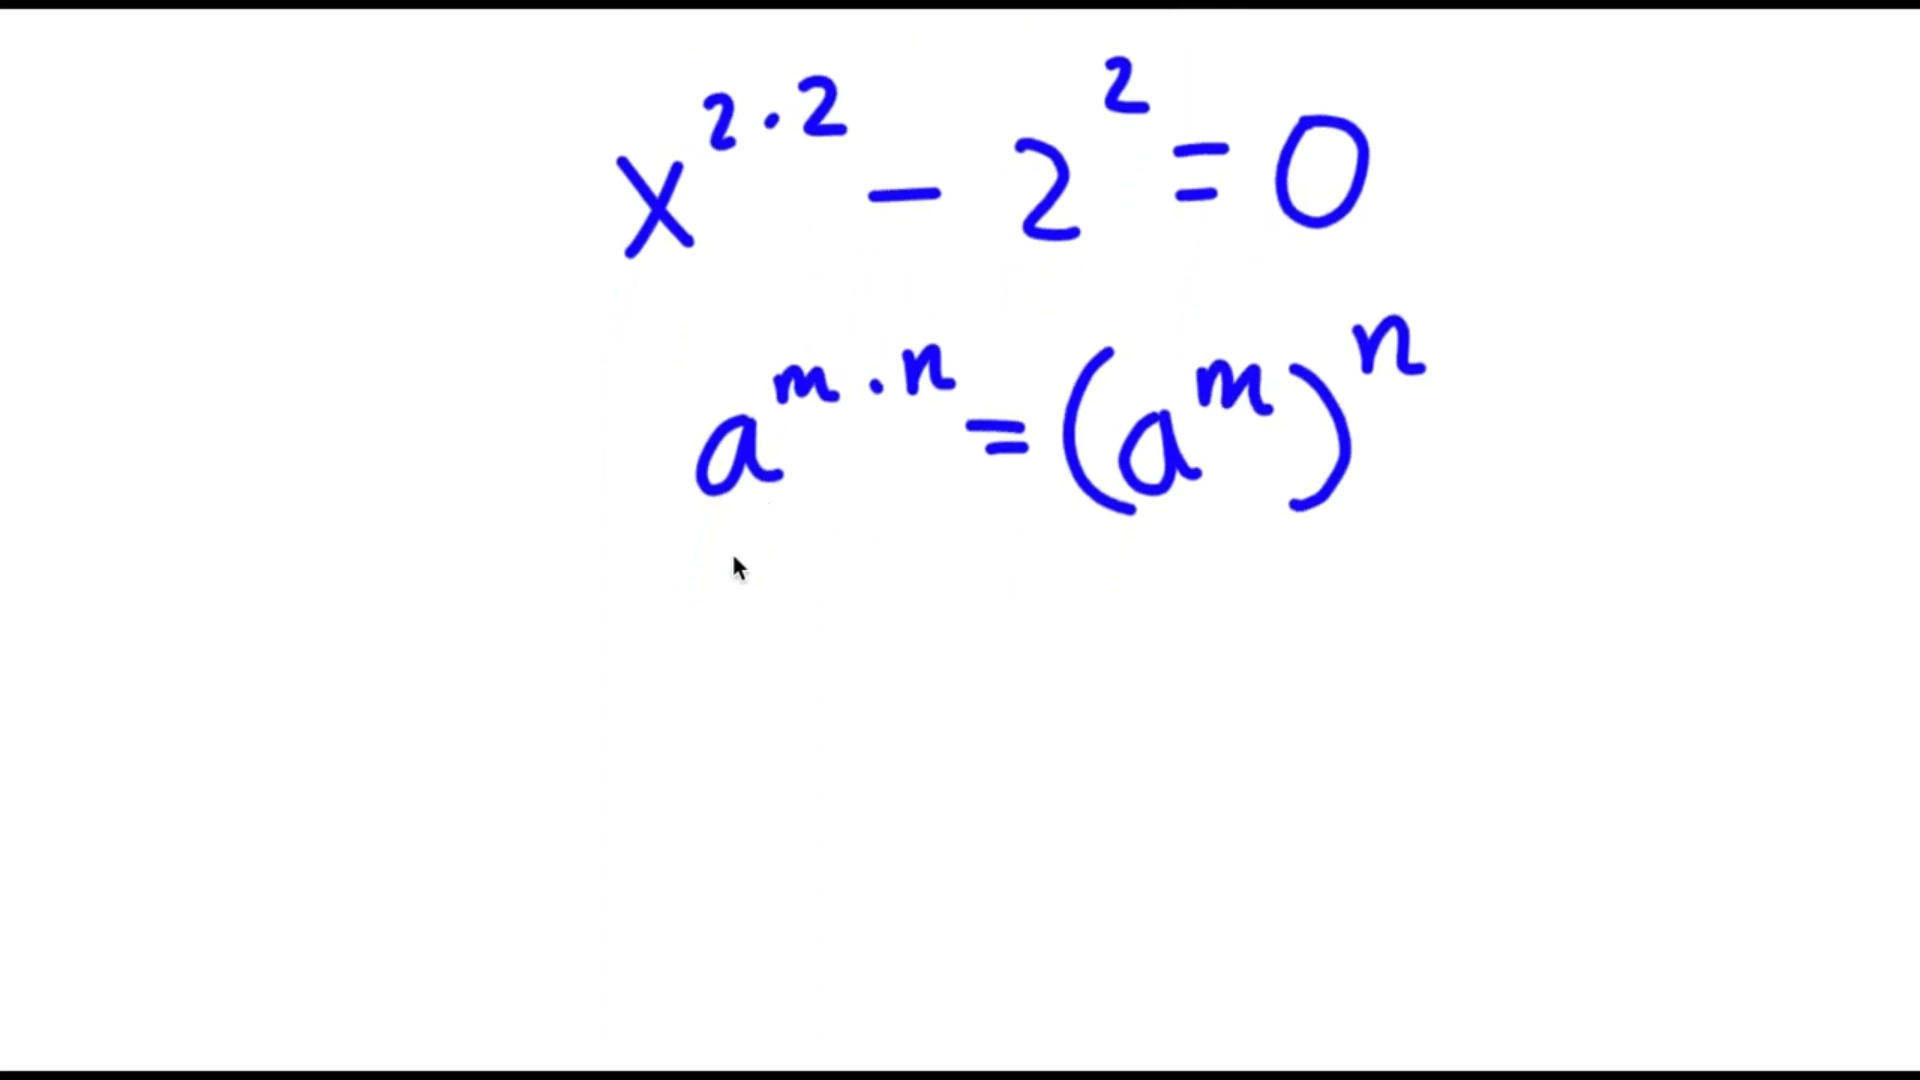 x^{2·2} − 2^2 = 0
a^{m·n} = (a^m)^n